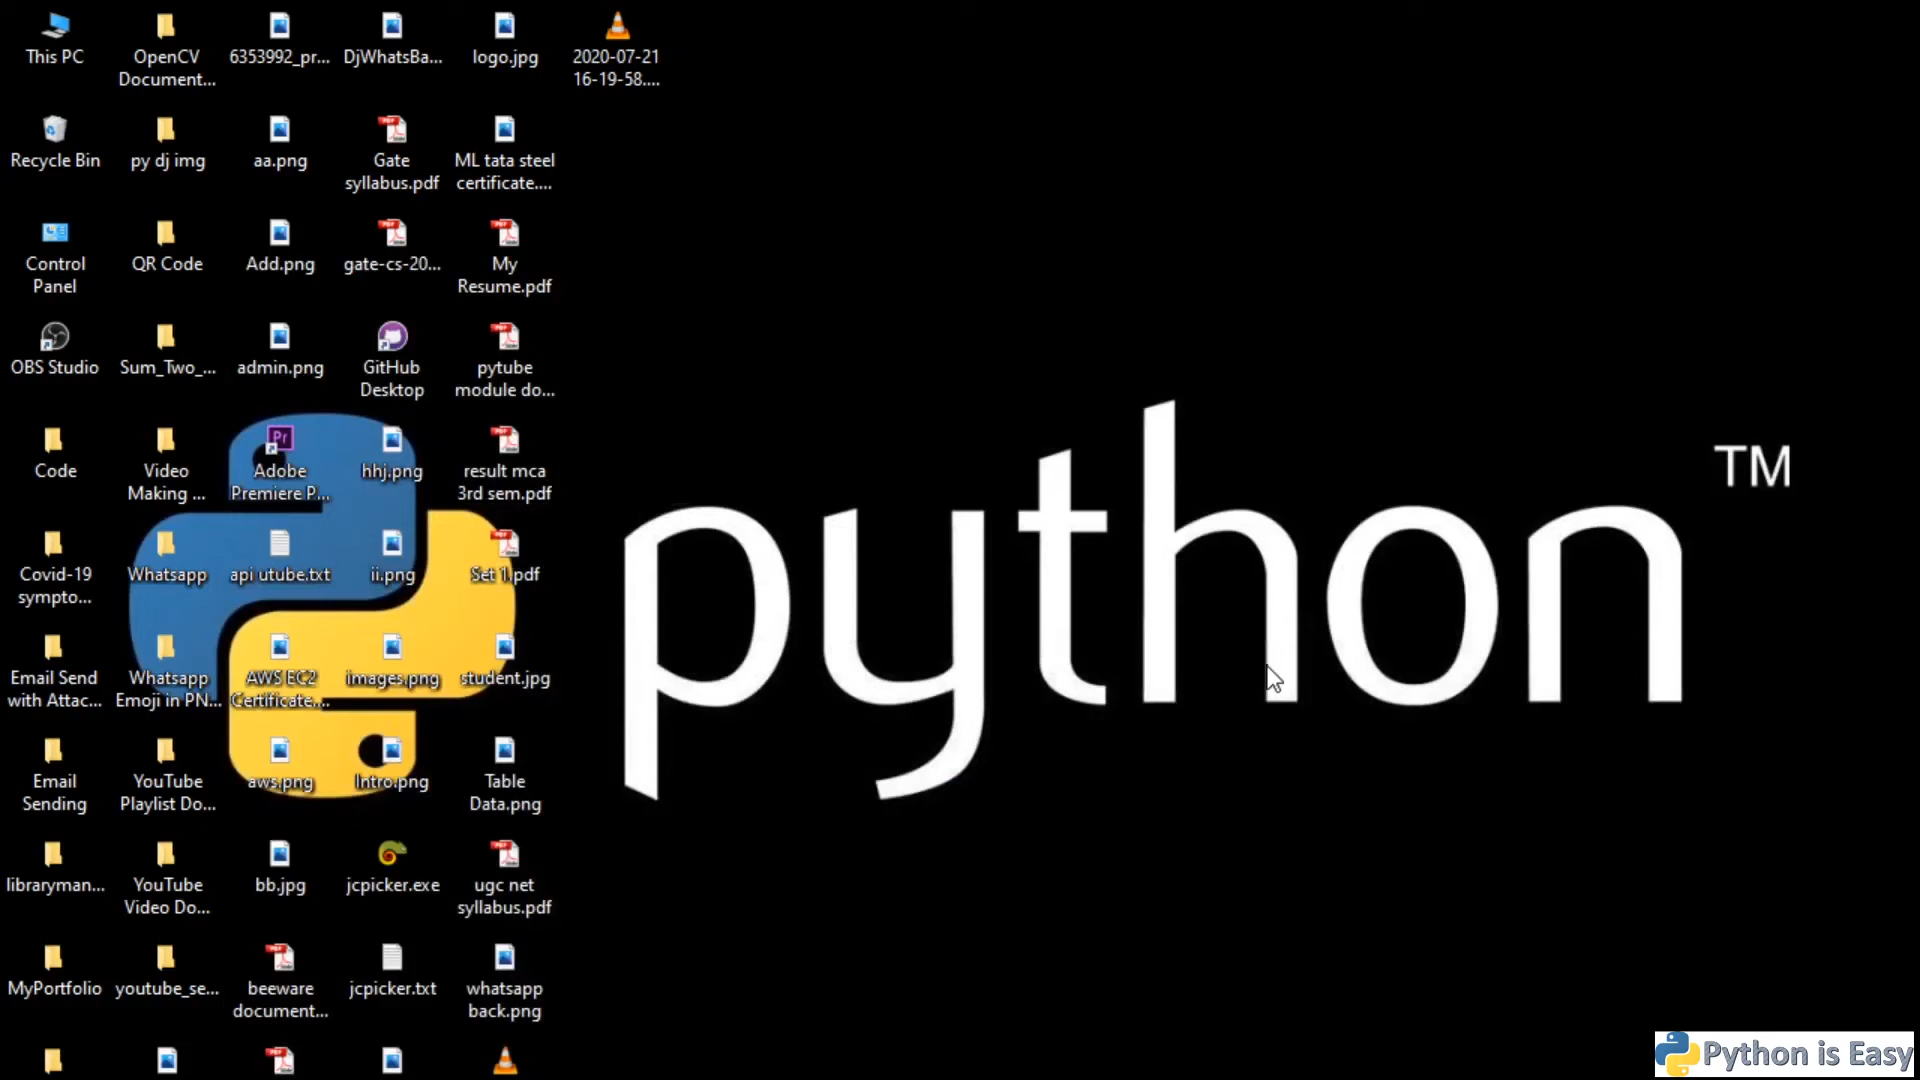 This PC
OpenCV
Document...
6353992_pr...
DjWhatsBa...
logo.jpg
2020-07-21
16-19-58....
Recycle Bin
py dj img
aa.png
Gate
syllabus.pdf
ML tata steel
certificate....
Control
Panel
QR Code
Add.png
gate-cs-20...
My
Resume.pdf
OBS Studio
Sum_Two_...
admin.png
GitHub
Desktop
pytube
module do...
Code
Video
Making ...
Adobe
Premiere P...
hhj.png
result mca
3rd sem.pdf
Covid-19
sympto...
Whatsapp
api utube.txt
ii.png
Set 1.pdf
Email Send
with Attac...
Whatsapp
Emoji in PN...
AWS EC2
Certificate....
images.png
student.jpg
Email
Sending
YouTube
Playlist Do...
aws.png
Intro.png
Table
Data.png
libraryman...
YouTube
Video Do...
bb.jpg
jcpicker.exe
ugc net
syllabus.pdf
MyPortfolio
youtube_se...
beeware
document...
jcpicker.txt
whatsapp
back.png
python
TM
Python is Easy